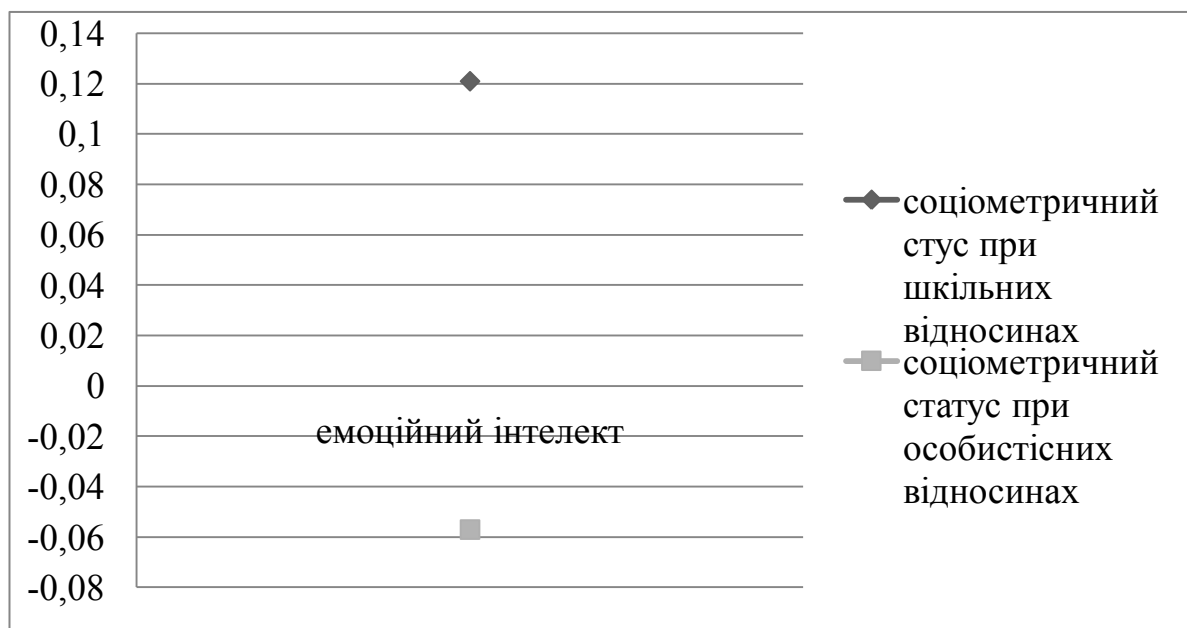 0,14
0,12
0,1
0,08
0,06
0,04
0,02
0
-0,02
-0,04
-0,06
-0,08
емоційний інтелект
соціометричний
стус при
шкільних
відносинах
соціометричний
статус при
особистісних
відносинах